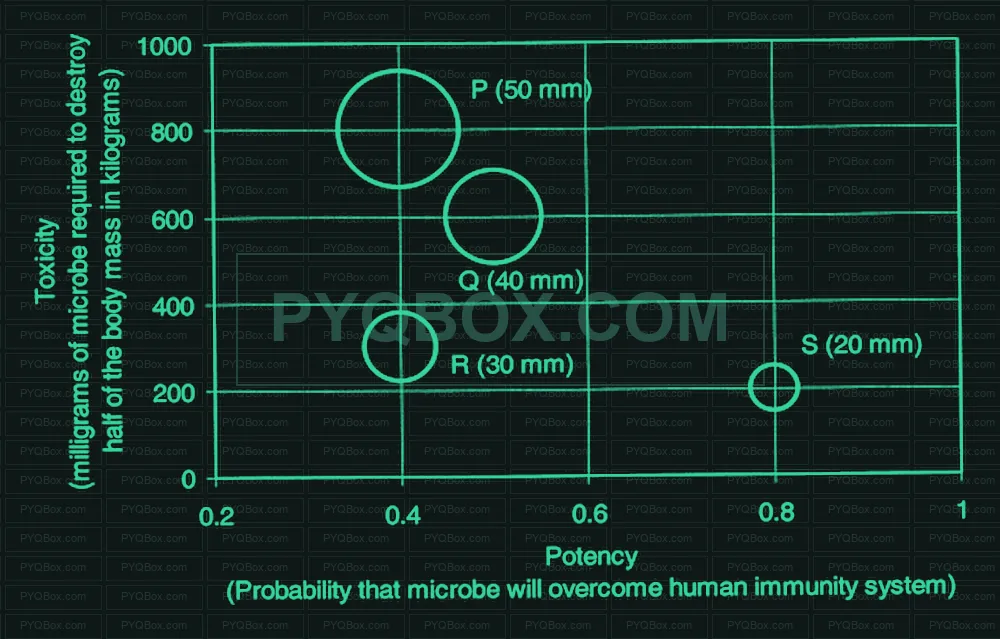 1000
800
600
400
200
0
Toxicity
(milligrams of microbe required to destroy
half of the body mass in kilograms)
P (50 mm)
Q (40 mm)
R (30 mm)
S (20 mm)
PYQBOX.COM
0.2 0.4 0.6 0.8 1
Potency
(Probability that microbe will overcome human immunity system)
PYQBox.com